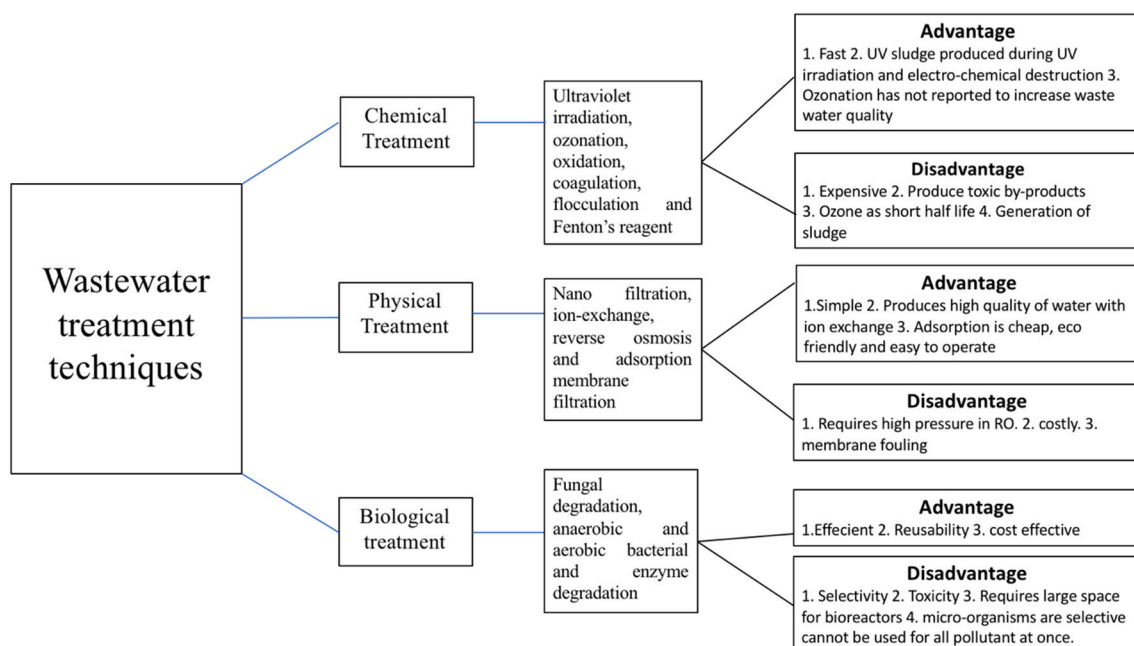 Wastewater
treatment
techniques
Chemical
Treatment
Ultraviolet
irradiation,
ozonation,
oxidation,
coagulation,
flocculation and
Fenton's reagent
Advantage
1. Fast 2. UV sludge produced during UV
irradiation and electro-chemical destruction 3.
Ozonation has not reported to increase waste
water quality
Disadvantage
1. Expensive 2. Produce toxic by-products
3. Ozone as short half life 4. Generation of
sludge
Physical
Treatment
Nano filtration,
ion-exchange,
reverse osmosis
and adsorption
membrane
filtration
Advantage
1.Simple 2. Produces high quality of water with
ion exchange 3. Adsorption is cheap, eco
friendly and easy to operate
Disadvantage
1. Requires high pressure in RO. 2. costly. 3.
membrane fouling
Biological
treatment
Fungal
degradation,
anaerobic and
aerobic bacterial
and enzyme
degradation
Advantage
1.Effecient 2. Reusability 3. cost effective
Disadvantage
1. Selectivity 2. Toxicity 3. Requires large space
for bioreactors 4. micro-organisms are selective
cannot be used for all pollutant at once.